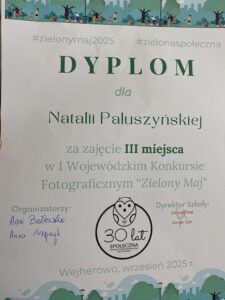 #zielonymaj2025 #zielonaspołeczna
DYPLOM
dla
Natalii Paluszyńskiej
za zajęcie III miejsca
w I Wojewódzkim Konkursie
Fotograficznym "Zielony Maj"
Organizatorzy:
Dyrektor Szkoły:
Anna
30 lat
SPOŁECZNA
Wejherowo, wrzesień 2025 r.